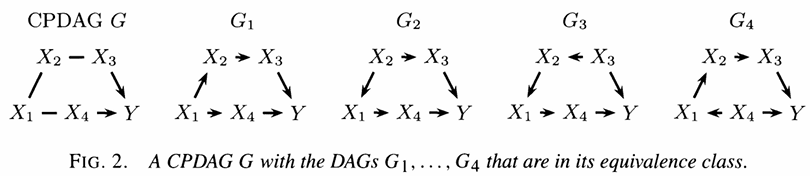 CPDAG G G₁ G₂ G₃ G₄
X₂ X₃ X₂ X₃ X₂ X₃ X₂ X₃ X₂ X₃
X₁ X₄ Y X₁ X₄ Y X₁ X₄ Y X₁ X₄ Y X₁ X₄ Y
FIG. 2. A CPDAG G with the DAGs G₁, . . . , G₄ that are in its equivalence class.